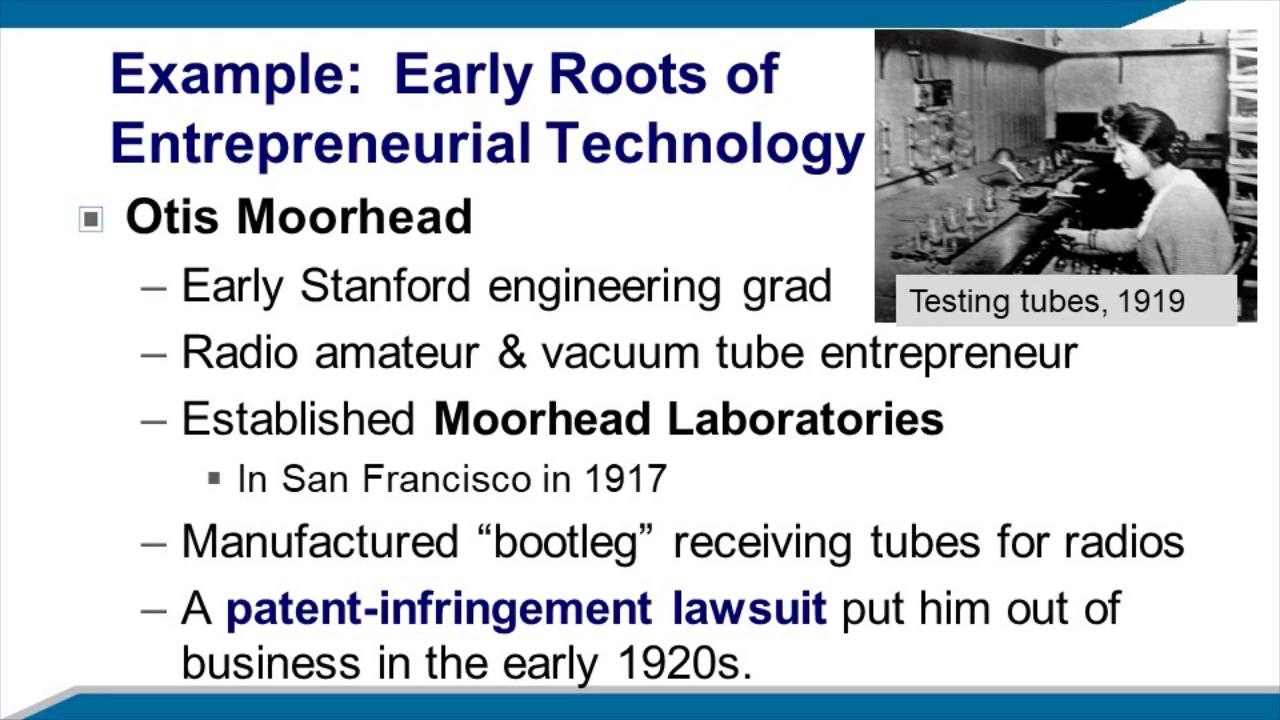 Example: Early Roots of
Entrepreneurial Technology
Otis Moorhead
– Early Stanford engineering grad
Testing tubes, 1919
– Radio amateur & vacuum tube entrepreneur
– Established Moorhead Laboratories
▪ In San Francisco in 1917
– Manufactured “bootleg” receiving tubes for radios
– A patent-infringement lawsuit put him out of
business in the early 1920s.